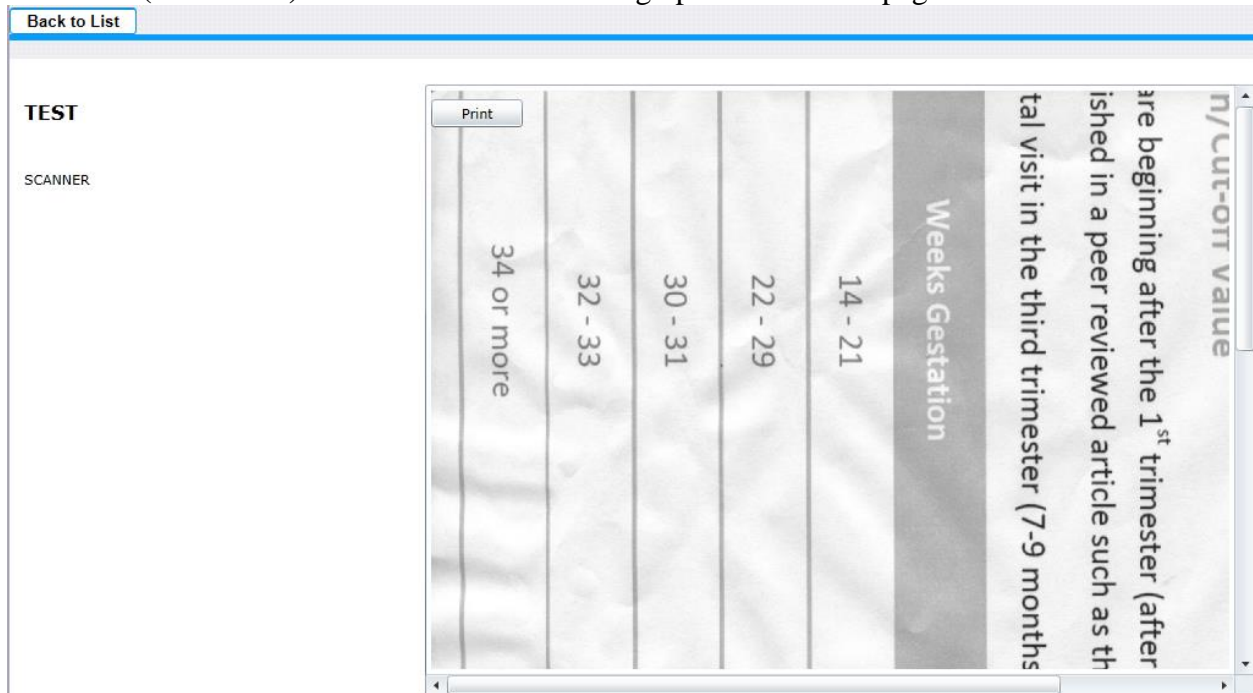 Back to List
TEST
SCANNER
Print
n/Cut-off Value
are beginning after the 1st trimester (after
ished in a peer reviewed article such as th
tal visit in the third trimester (7-9 months
Weeks Gestation
14 - 21
22 - 29
30 - 31
32 - 33
34 or more